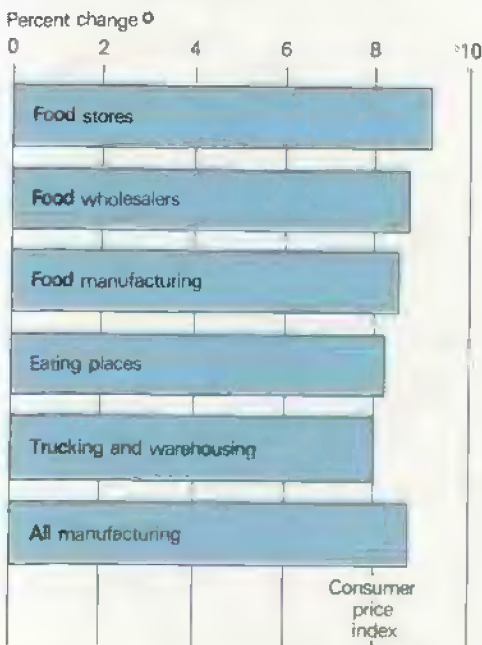 Percent change
0 2 4 6 8 10
Food stores
Food wholesalers
Food manufacturing
Eating places
Trucking and warehousing
All manufacturing
Consumer
price
index